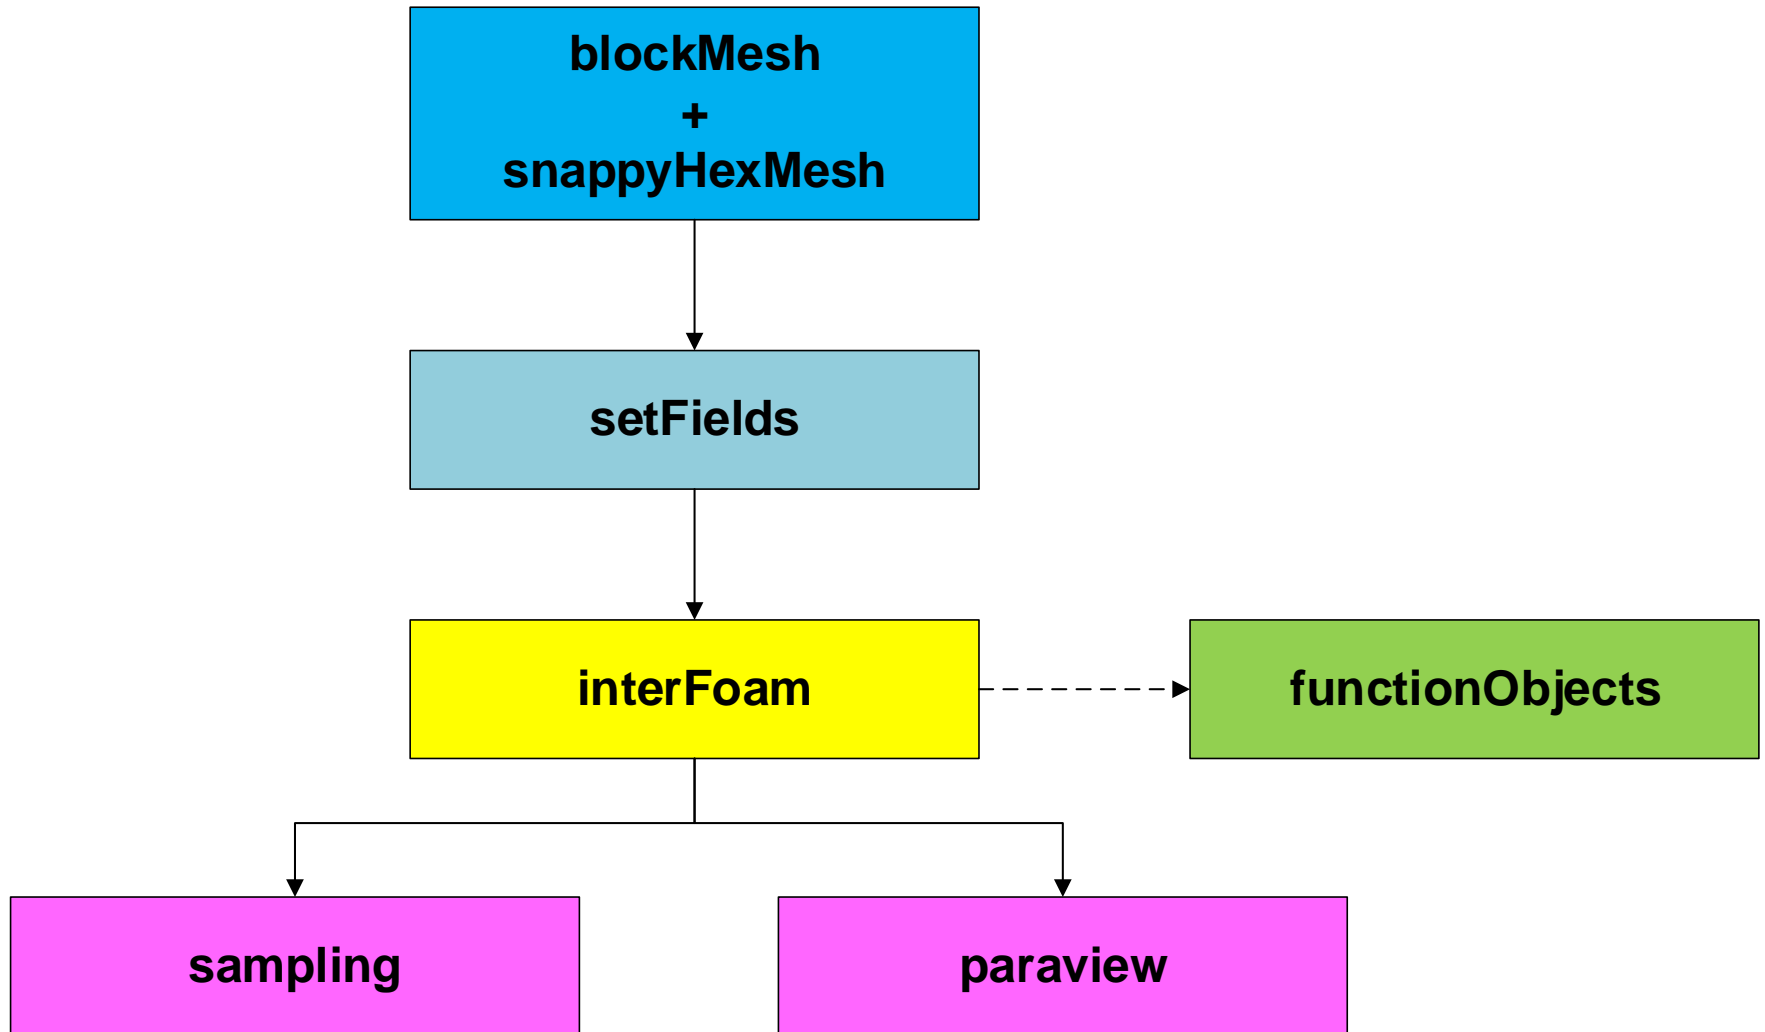 blockMesh
+
snappyHexMesh
setFields
interFoam
functionObjects
sampling
paraview